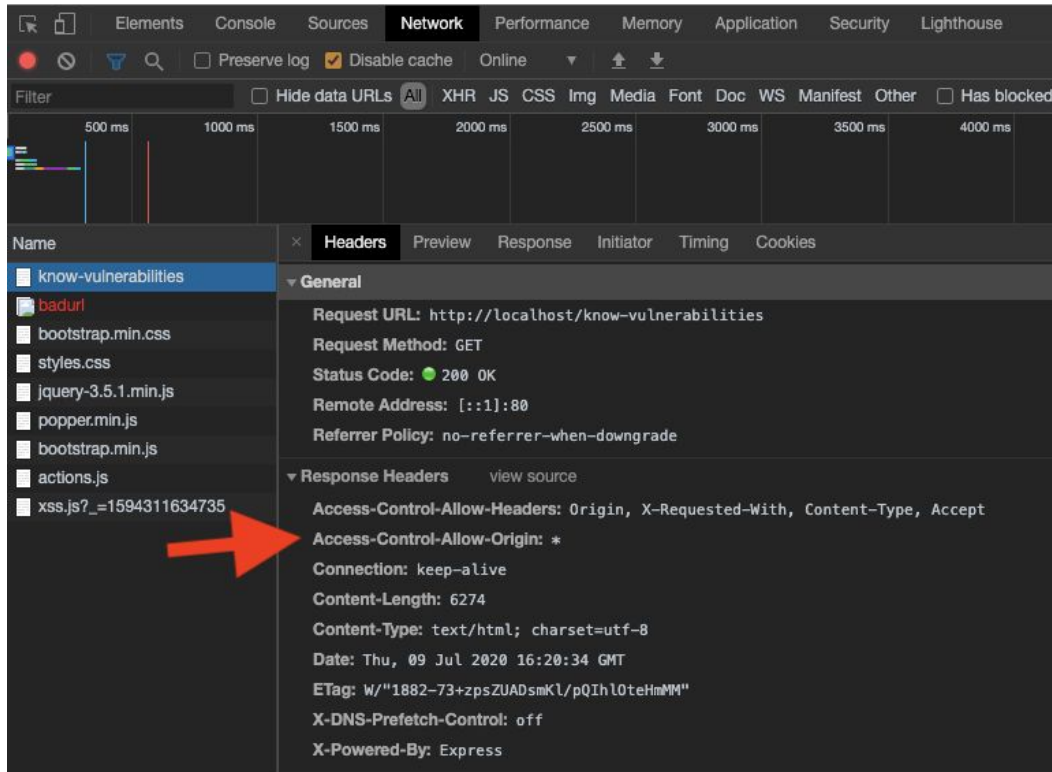 Elements Console Sources Network Performance Memory Application Security Lighthouse
Preserve log Disable cache Online
Filter Hide data URLs All XHR JS CSS Img Media Font Doc WS Manifest Other Has blocked
500 ms 1000 ms 1500 ms 2000 ms 2500 ms 3000 ms 3500 ms 4000 ms
Name
know-vulnerabilities
badurl
bootstrap.min.css
styles.css
jquery-3.5.1.min.js
popper.min.js
bootstrap.min.js
actions.js
xss.js?_=1594311634735
× Headers Preview Response Initiator Timing Cookies
General
Request URL: http://localhost/know-vulnerabilities
Request Method: GET
Status Code: 200 OK
Remote Address: [::1]:80
Referrer Policy: no-referrer-when-downgrade
Response Headers view source
Access-Control-Allow-Headers: Origin, X-Requested-With, Content-Type, Accept
Access-Control-Allow-Origin: *
Connection: keep-alive
Content-Length: 6274
Content-Type: text/html; charset=utf-8
Date: Thu, 09 Jul 2020 16:20:34 GMT
ETag: W/"1882-73+zpsZUADsmKl/pQIhlOteHmMM"
X-DNS-Prefetch-Control: off
X-Powered-By: Express